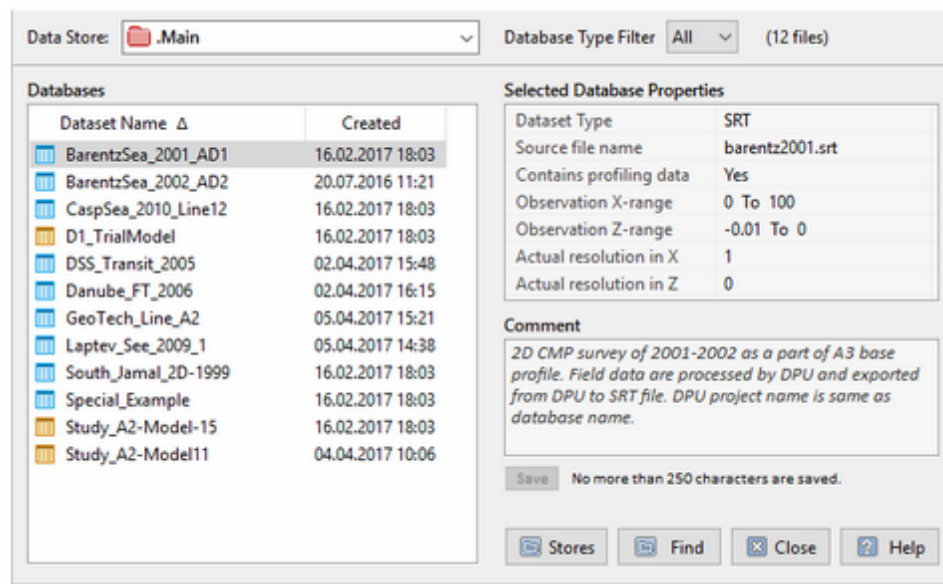 Data Store: .Main Database Type Filter All (12 files)
Databases
Dataset Name Δ Created
BarentzSea_2001_AD1 16.02.2017 18:03
BarentzSea_2002_AD2 20.07.2016 11:21
CaspSea_2010_Line12 16.02.2017 18:03
D1_TrialModel 16.02.2017 18:03
DSS_Transit_2005 02.04.2017 15:48
Danube_FT_2006 02.04.2017 16:15
GeoTech_Line_A2 05.04.2017 15:21
Laptev_See_2009_1 05.04.2017 14:38
South_Jamal_2D-1999 16.02.2017 18:03
Special_Example 16.02.2017 18:03
Study_A2-Model-15 16.02.2017 18:03
Study_A2-Model11 04.04.2017 10:06
Selected Database Properties
Dataset Type SRT
Source file name barentz2001.srt
Contains profiling data Yes
Observation X-range 0 To 100
Observation Z-range -0.01 To 0
Actual resolution in X 1
Actual resolution in Z 0
Comment
2D CMP survey of 2001-2002 as a part of A3 base
profile. Field data are processed by DPU and exported
from DPU to SRT file. DPU project name is same as
database name.
Save No more than 250 characters are saved.
Stores Find Close Help